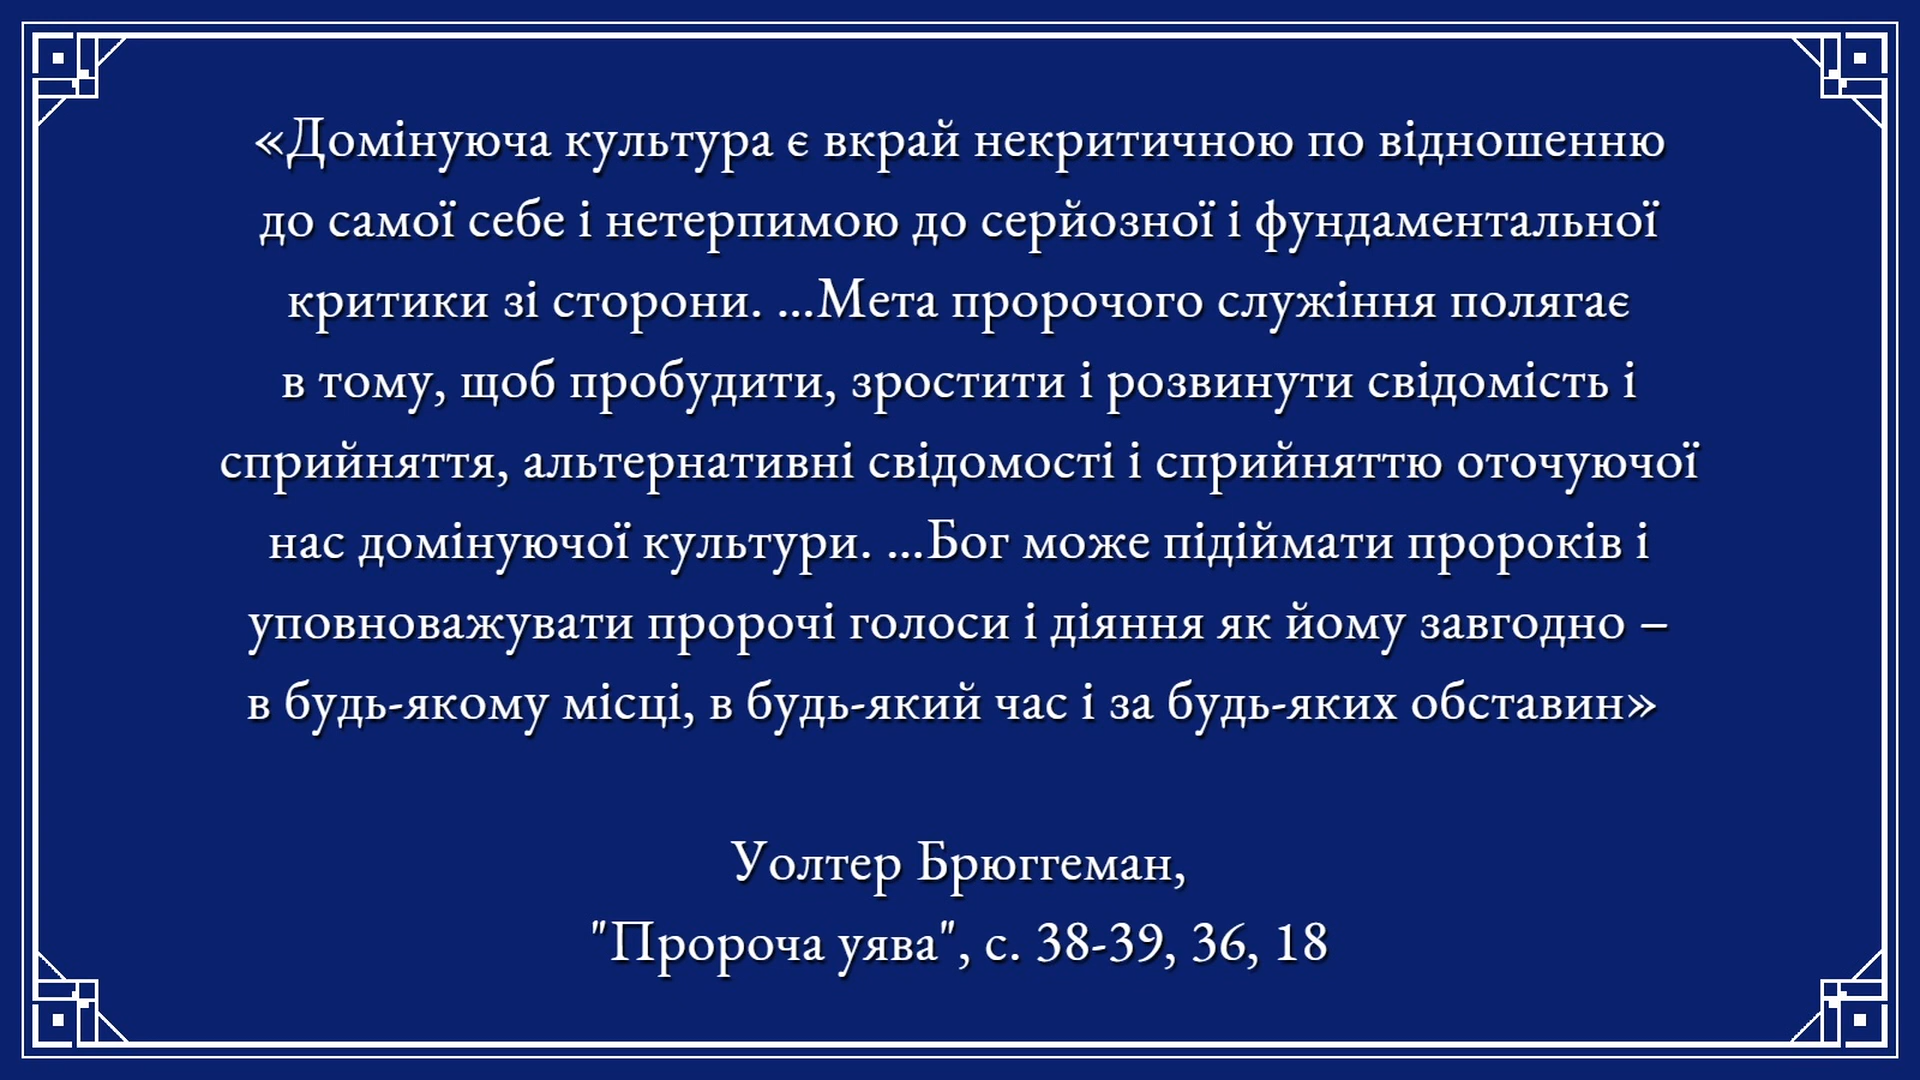 «Домінуюча культура є вкрай некритичною по відношенню
до самої себе і нетерпимою до серйозної і фундаментальної
критики зі сторони. ...Мета пророчого служіння полягає
в тому, щоб пробудити, зростити і розвинути свідомість і
сприйняття, альтернативні свідомості і сприйняттю оточуючої
нас домінуючої культури. ...Бог може підіймати пророків і
уповноважувати пророчі голоси і діяння як йому завгодно –
в будь-якому місці, в будь-який час і за будь-яких обставин»
Уолтер Брюггеман,
"Пророча уява", с. 38-39, 36, 18